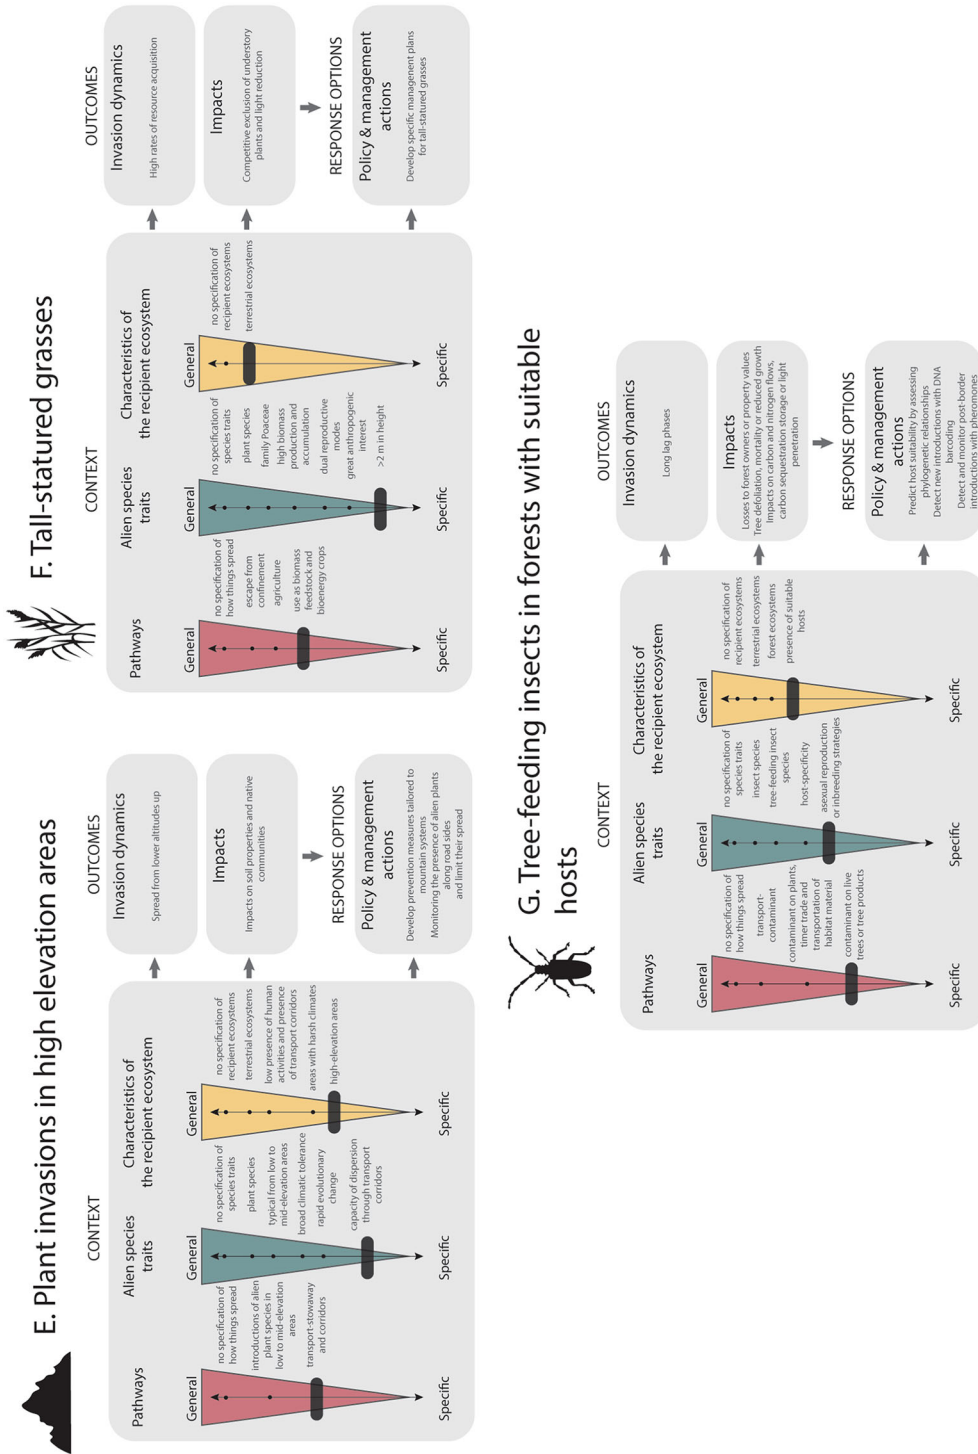 E. Plant invasions in high elevation areas
CONTEXT
Pathways
General
no specification of
how things spread
introductions of alien
plant species in
low to mid-elevation
areas
transport-stowaway
and corridors
Specific
Alien species
traits
General
no specification of
species traits
plant species
typical from low to
mid-elevation areas
broad climatic tolerance
rapid evolutionary
change
capacity of dispersion
through transport
corridors
Specific
Characteristics of
the recipient ecosystem
General
no specification of
recipient ecosystems
terrestrial ecosystems
low presence of human
activities and presence
of transport corridors
areas with harsh climates
high-elevation areas
Specific
OUTCOMES
Invasion dynamics
Spread from lower altitudes up
Impacts
Impacts on soil properties and native
communities
RESPONSE OPTIONS
Policy & management
actions
Develop prevention measures tailored to
mountain systems
Monitoring the presence of alien plants
along road sides
and limit their spread
F. Tall-statured grasses
CONTEXT
Pathways
General
no specification of
how things spread
escape from
confinement
agriculture
use as biomass
feedstock and
bioenergy crops
Specific
Alien species
traits
General
no specification of
species traits
plant species
family Poaceae
high biomass
production and
accumulation
dual reproductive
modes
great anthropogenic
interest
>2 m in height
Specific
Characteristics of
the recipient ecosystem
General
no specification of
recipient ecosystems
terrestrial ecosystems
Specific
OUTCOMES
Invasion dynamics
High rates of resource acquisition
Impacts
Competitive exclusion of understory
plants and light reduction
RESPONSE OPTIONS
Policy & management
actions
Develop specific management plans
for tall-statured grasses
G. Tree-feeding insects in forests with suitable
hosts
CONTEXT
Pathways
General
no specification of
how things spread
transport-
contaminant
contaminant on plants,
timer trade and
transportation of
habitat material
contaminant on live
trees or tree products
Specific
Alien species
traits
General
no specification of
species traits
insect species
tree-feeding insect
species
host-specificity
asexual reproduction
or inbreeding strategies
Specific
Characteristics of
the recipient ecosystem
General
no specification of
recipient ecosystems
terrestrial ecosystems
forest ecosystems
presence of suitable
hosts
Specific
OUTCOMES
Invasion dynamics
Long lag phases
Impacts
Losses to forest owners or property values
Tree defoliation, mortality or reduced growth
Impacts on carbon and nitrogen flows,
carbon sequestration storage or light
penetration
RESPONSE OPTIONS
Policy & management
actions
Predict host suitability by assessing
phylogenetic relationships
Detect new introductions with DNA
barcoding
Detect and monitor post-border
introductions with pheromones